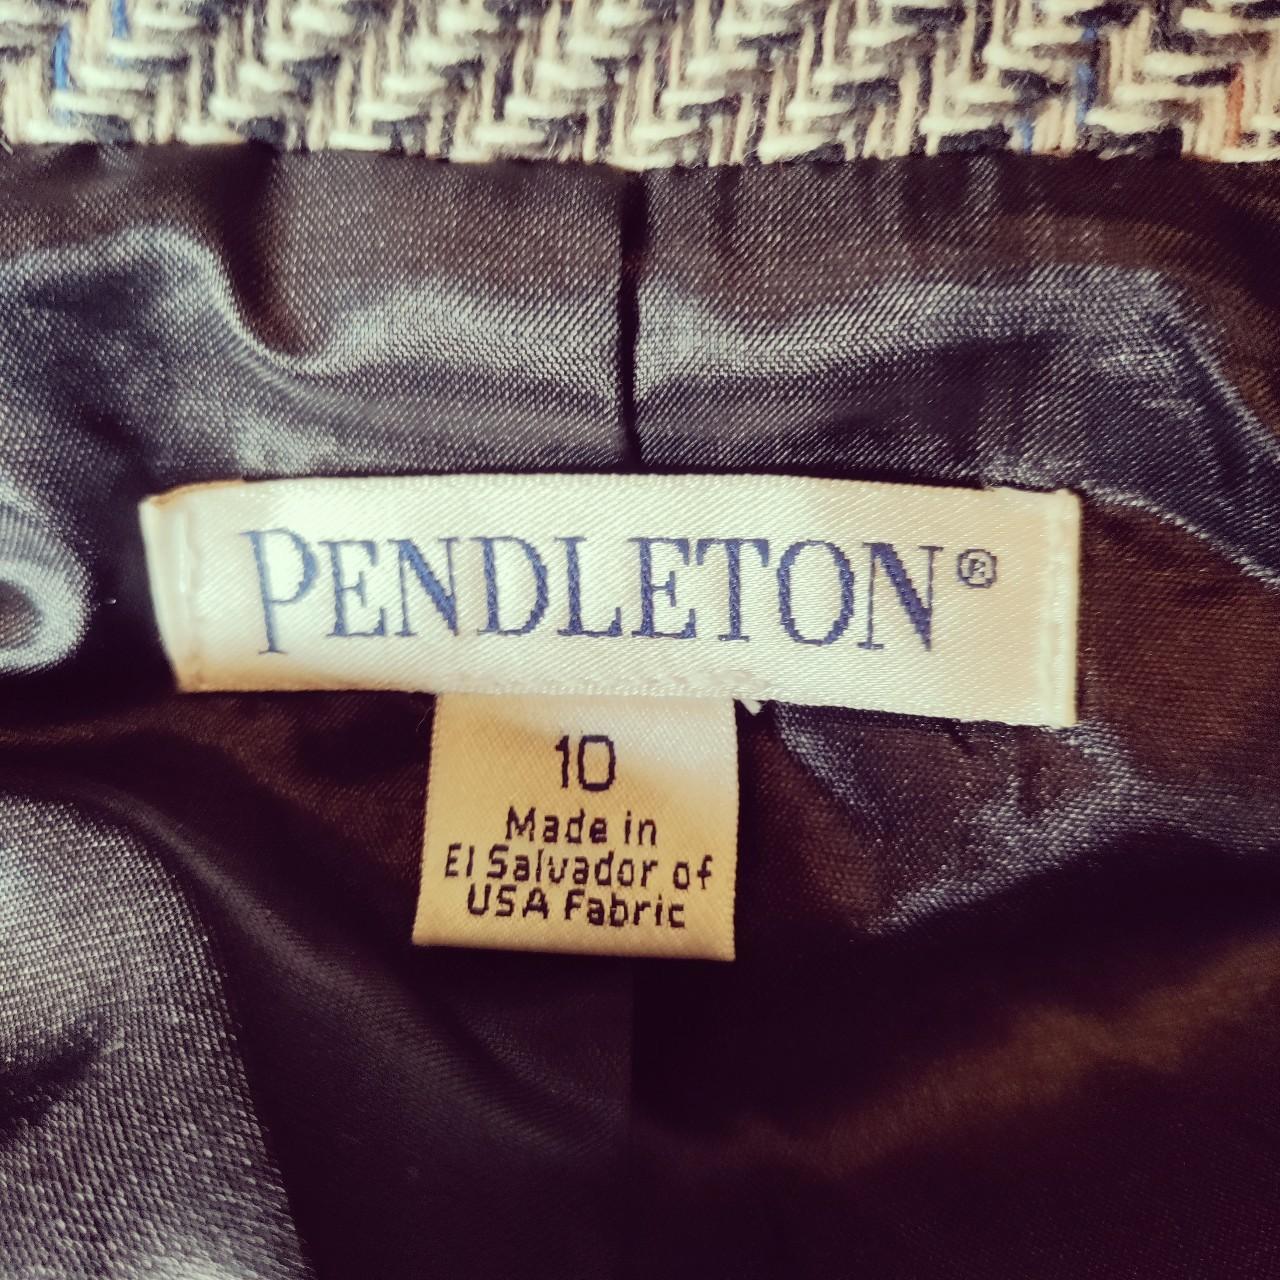 PENDLETON®
10
Made in
El Salvador of
USA Fabric